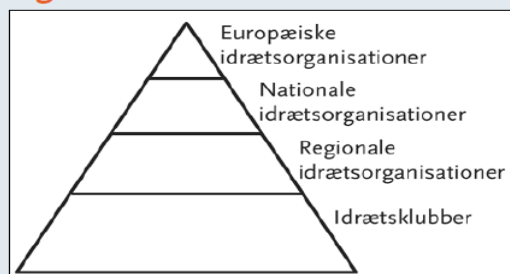 Europæiske
idrætsorganisationer
Nationale
idrætsorganisationer
Regionale
idrætsorganisationer
Idrætsklubber